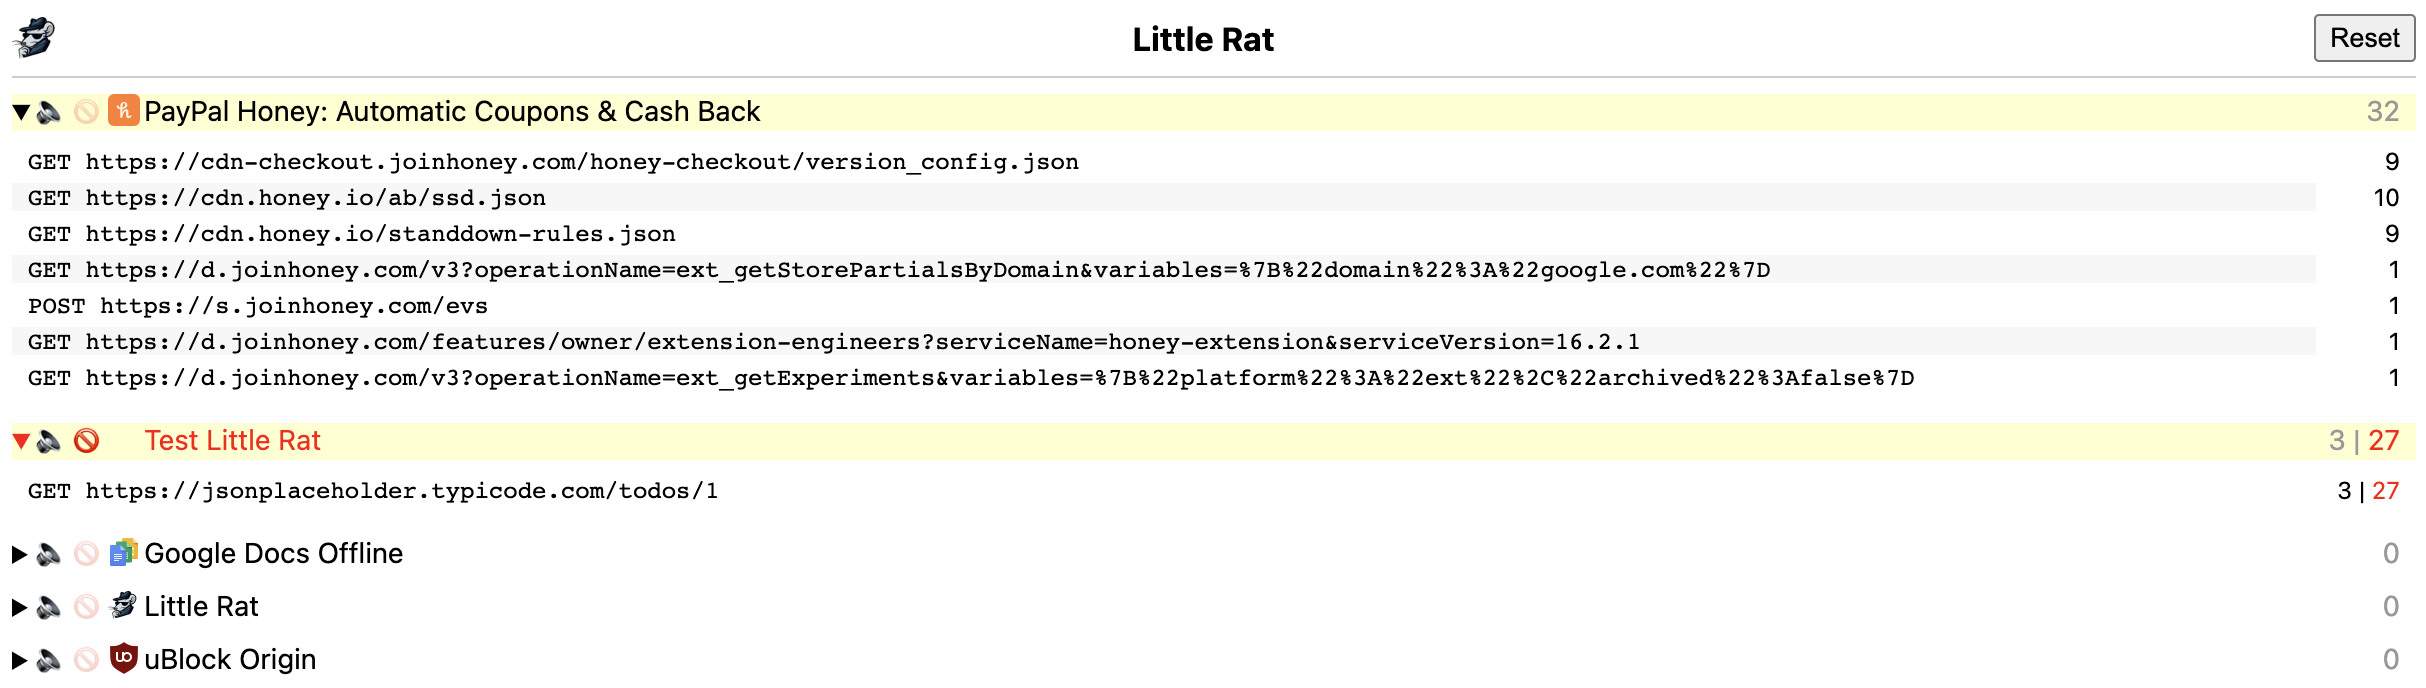 Little Rat
Reset
PayPal Honey: Automatic Coupons & Cash Back 32
GET https://cdn-checkout.joinhoney.com/honey-checkout/version_config.json 9
GET https://cdn.honey.io/ab/ssd.json 10
GET https://cdn.honey.io/standdown-rules.json 9
GET https://d.joinhoney.com/v3?operationName=ext_getStorePartialsByDomain&variables=%7B%22domain%22%3A%22google.com%22%7D 1
POST https://s.joinhoney.com/evs 1
GET https://d.joinhoney.com/features/owner/extension-engineers?serviceName=honey-extension&serviceVersion=16.2.1 1
GET https://d.joinhoney.com/v3?operationName=ext_getExperiments&variables=%7B%22platform%22%3A%22ext%22%2C%22archived%22%3Afalse%7D 1
Test Little Rat 3 | 27
GET https://jsonplaceholder.typicode.com/todos/1 3 | 27
Google Docs Offline 0
Little Rat 0
uBlock Origin 0